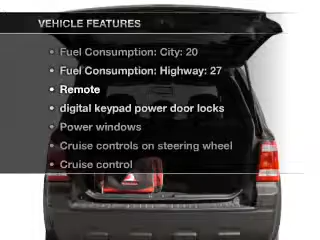 VEHICLE FEATURES
• Fuel Consumption: City: 20
• Fuel Consumption: Highway: 27
• Remote
• digital keypad power door locks
• Power windows
• Cruise controls on steering wheel
• Cruise control